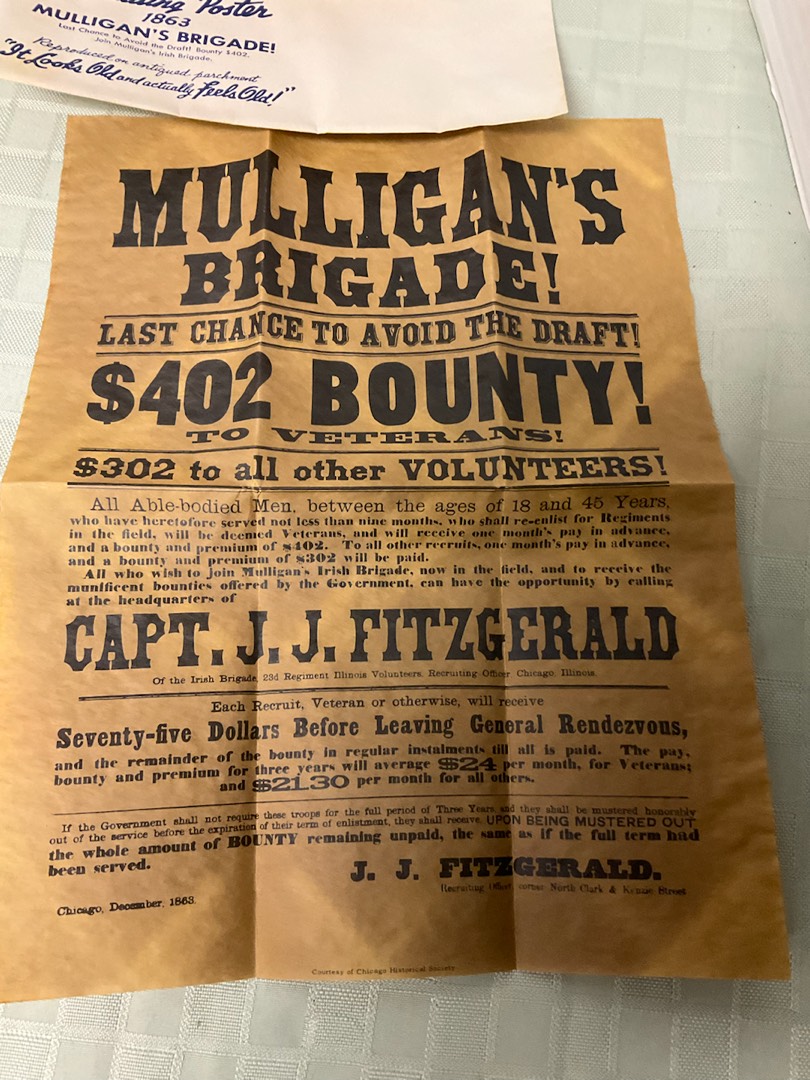 Poster
1863
MULLIGAN'S BRIGADE!
Last Chance to Avoid the Draft! Bounty $402.
Join Mulligan's Irish Brigade.
Reproduced on antiqued parchment
"It Looks Old and actually Feels Old!"
MULLIGAN'S
BRIGADE!
LAST CHANCE TO AVOID THE DRAFT!
$402 BOUNTY!
TO VETERANS!
$302 to all other VOLUNTEERS!
All Able-bodied Men, between the ages of 18 and 45 Years,
who have heretofore served not less than nine months, who shall re-enlist for Regiments
in the field, will be deemed Veterans, and will receive one month's pay in advance,
and a bounty and premium of $402. To all other recruits, one month's pay in advance,
and a bounty and premium of $302 will be paid.
All who wish to join Mulligan's Irish Brigade, now in the field, and to receive the
munificent bounties offered by the Government, can have the opportunity by calling
at the headquarters of
CAPT. J. J. FITZGERALD
Of the Irish Brigade, 23d Regiment Illinois Volunteers, Recruiting Officer, Chicago, Illinois.
Each Recruit, Veteran or otherwise, will receive
Seventy-five Dollars Before Leaving General Rendezvous,
and the remainder of the bounty in regular instalments till all is paid. The pay,
bounty and premium for three years will average $24 per month, for Veterans;
and $21.30 per month for all others.
If the Government shall not require these troops for the full period of Three Years, and they shall be mustered honorably
out of the service before the expiration of their term of enlistment, they shall receive, UPON BEING MUSTERED OUT,
the whole amount of BOUNTY remaining unpaid, the same as if the full term had
been served.
J. J. FITZGERALD.
Recruiting Officer, corner North Clark & Kenzie Street
Chicago, December, 1863.
Courtesy of Chicago Historical Society